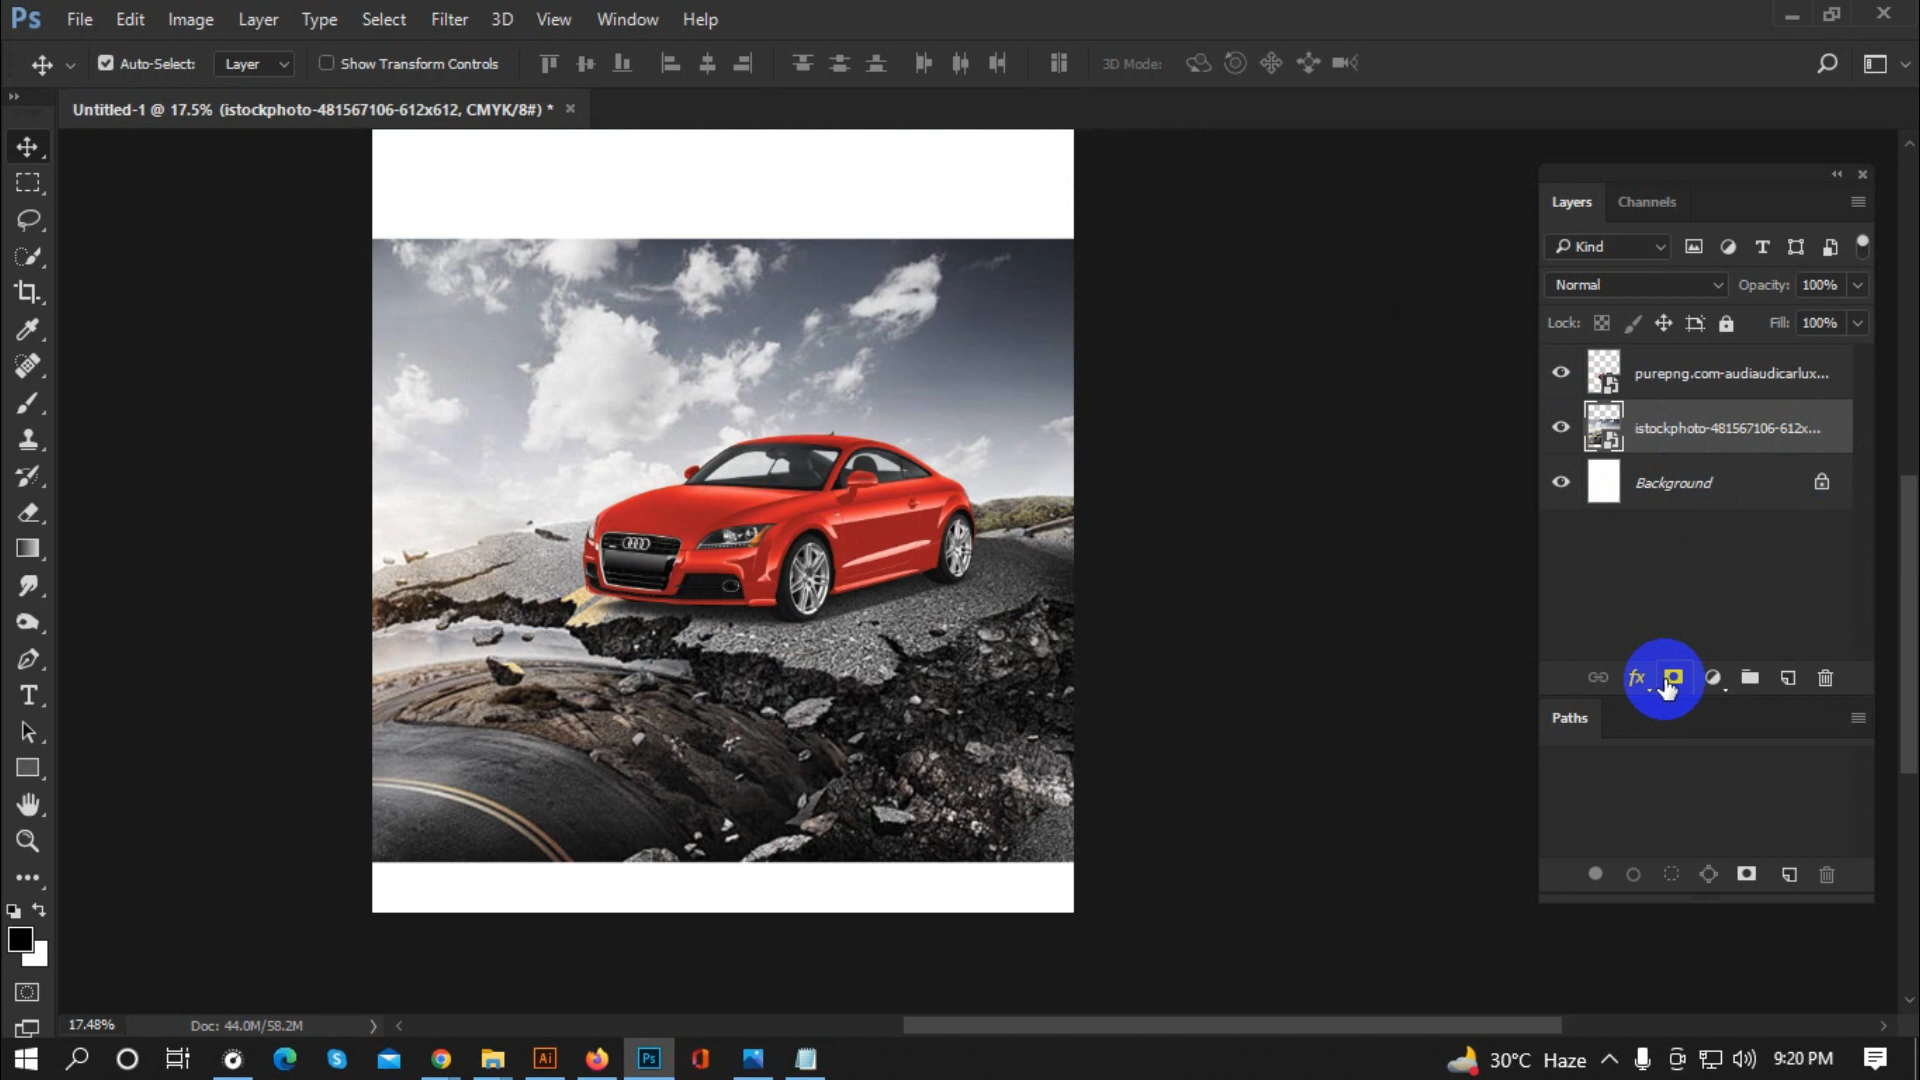 Ps File Edit Image Layer Type Select Filter 3D View Window Help
Auto-Select: Layer Show Transform Controls 3D Mode:
Untitled-1 @ 17.5% (istockphoto-481567106-612x612, CMYK/8#) *
Layers Channels
Kind
Normal Opacity: 100%
Lock: Fill: 100%
purepng.com-audiaudicarlux...
istockphoto-481567106-612x...
Background
fx
Paths
17.48% Doc: 44.0M/58.2M
Ai Ps 30°C Haze 9:20 PM